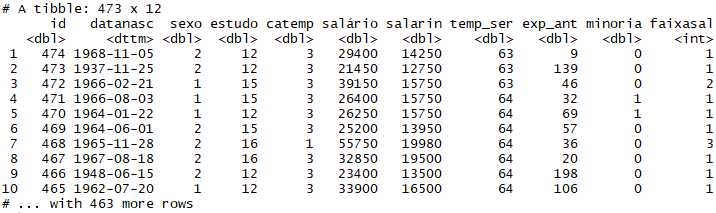 # A tibble: 473 x 12
id datanasc sexo estudo catemp salário salarin temp_ser exp_ant minoria faixasal
<dbl> <dttm> <dbl> <dbl> <dbl> <dbl> <dbl> <dbl> <dbl> <dbl> <int>
1 474 1968-11-05 2 12 3 29400 14250 63 9 0 1
2 473 1937-11-25 2 12 3 21450 12750 63 139 0 1
3 472 1966-02-21 1 15 3 39150 15750 63 46 0 2
4 471 1966-08-03 1 15 3 26400 15750 64 32 1 1
5 470 1964-01-22 1 12 3 26250 15750 64 69 1 1
6 469 1964-06-01 2 15 3 25200 13950 64 57 0 1
7 468 1965-11-28 2 16 1 55750 19980 64 36 0 3
8 467 1967-08-18 2 16 3 32850 19500 64 20 0 1
9 466 1948-06-15 2 12 3 23400 13500 64 198 0 1
10 465 1962-07-20 1 12 3 33900 16500 64 106 0 1
# ... with 463 more rows